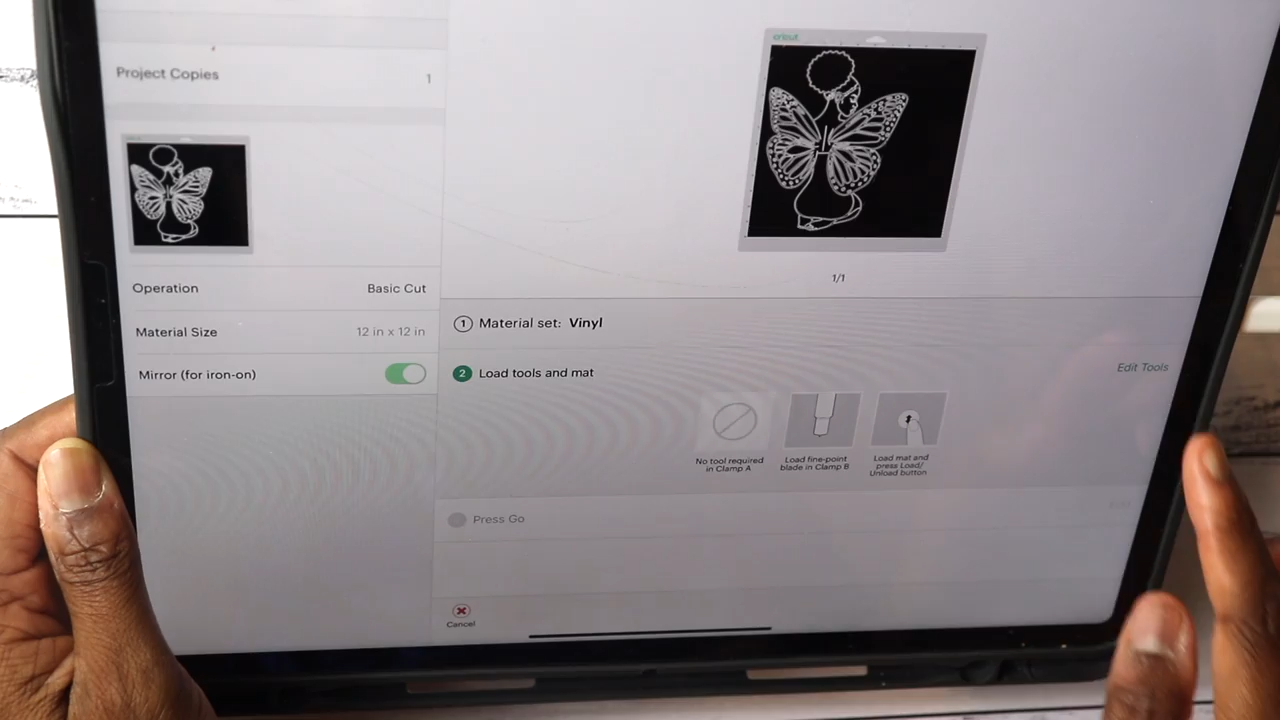 Project Copies 1
cricut
1/1
Operation Basic Cut
Material Size 12 in x 12 in
Mirror (for iron-on)
1 Material set: Vinyl
2 Load tools and mat
Edit Tools
No tool required
in Clamp A
Load fine-point
blade in Clamp B
Load mat and
press Load/
Unload button
Press Go
Edit
Cancel